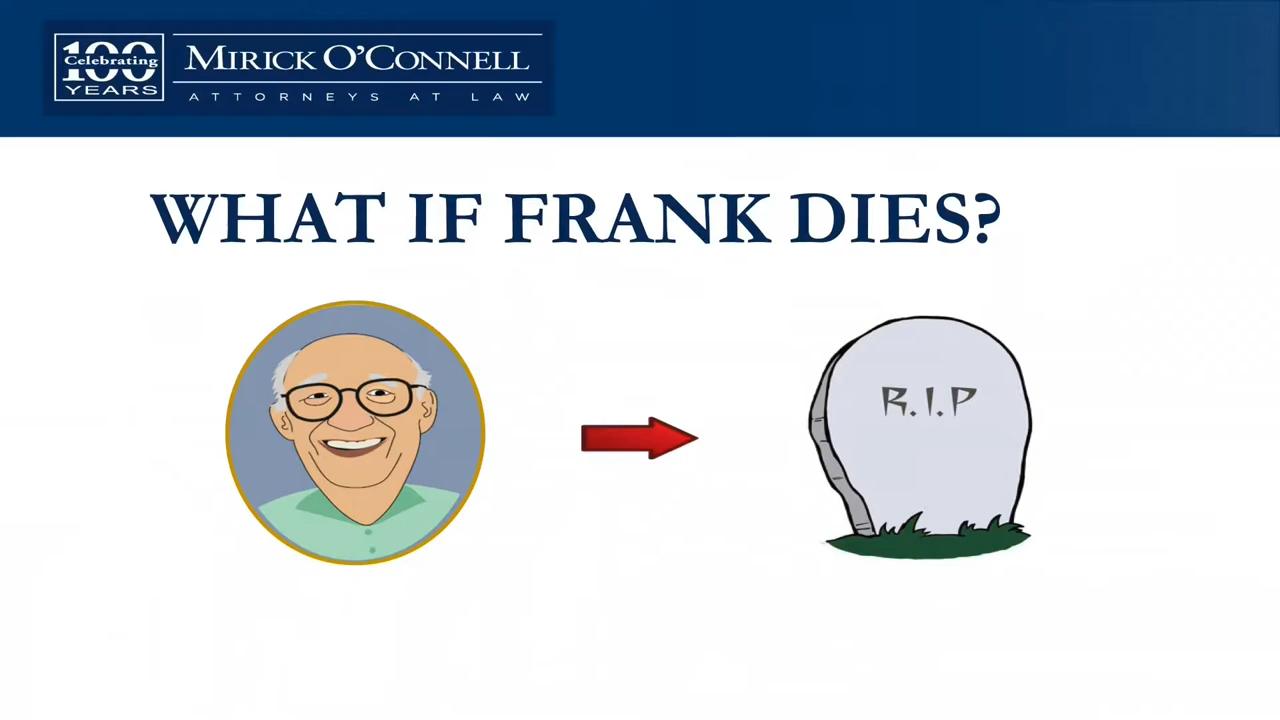 100
Celebrating
YEARS
MIRICK O'CONNELL
ATTORNEYS AT LAW
WHAT IF FRANK DIES?
R.I.P